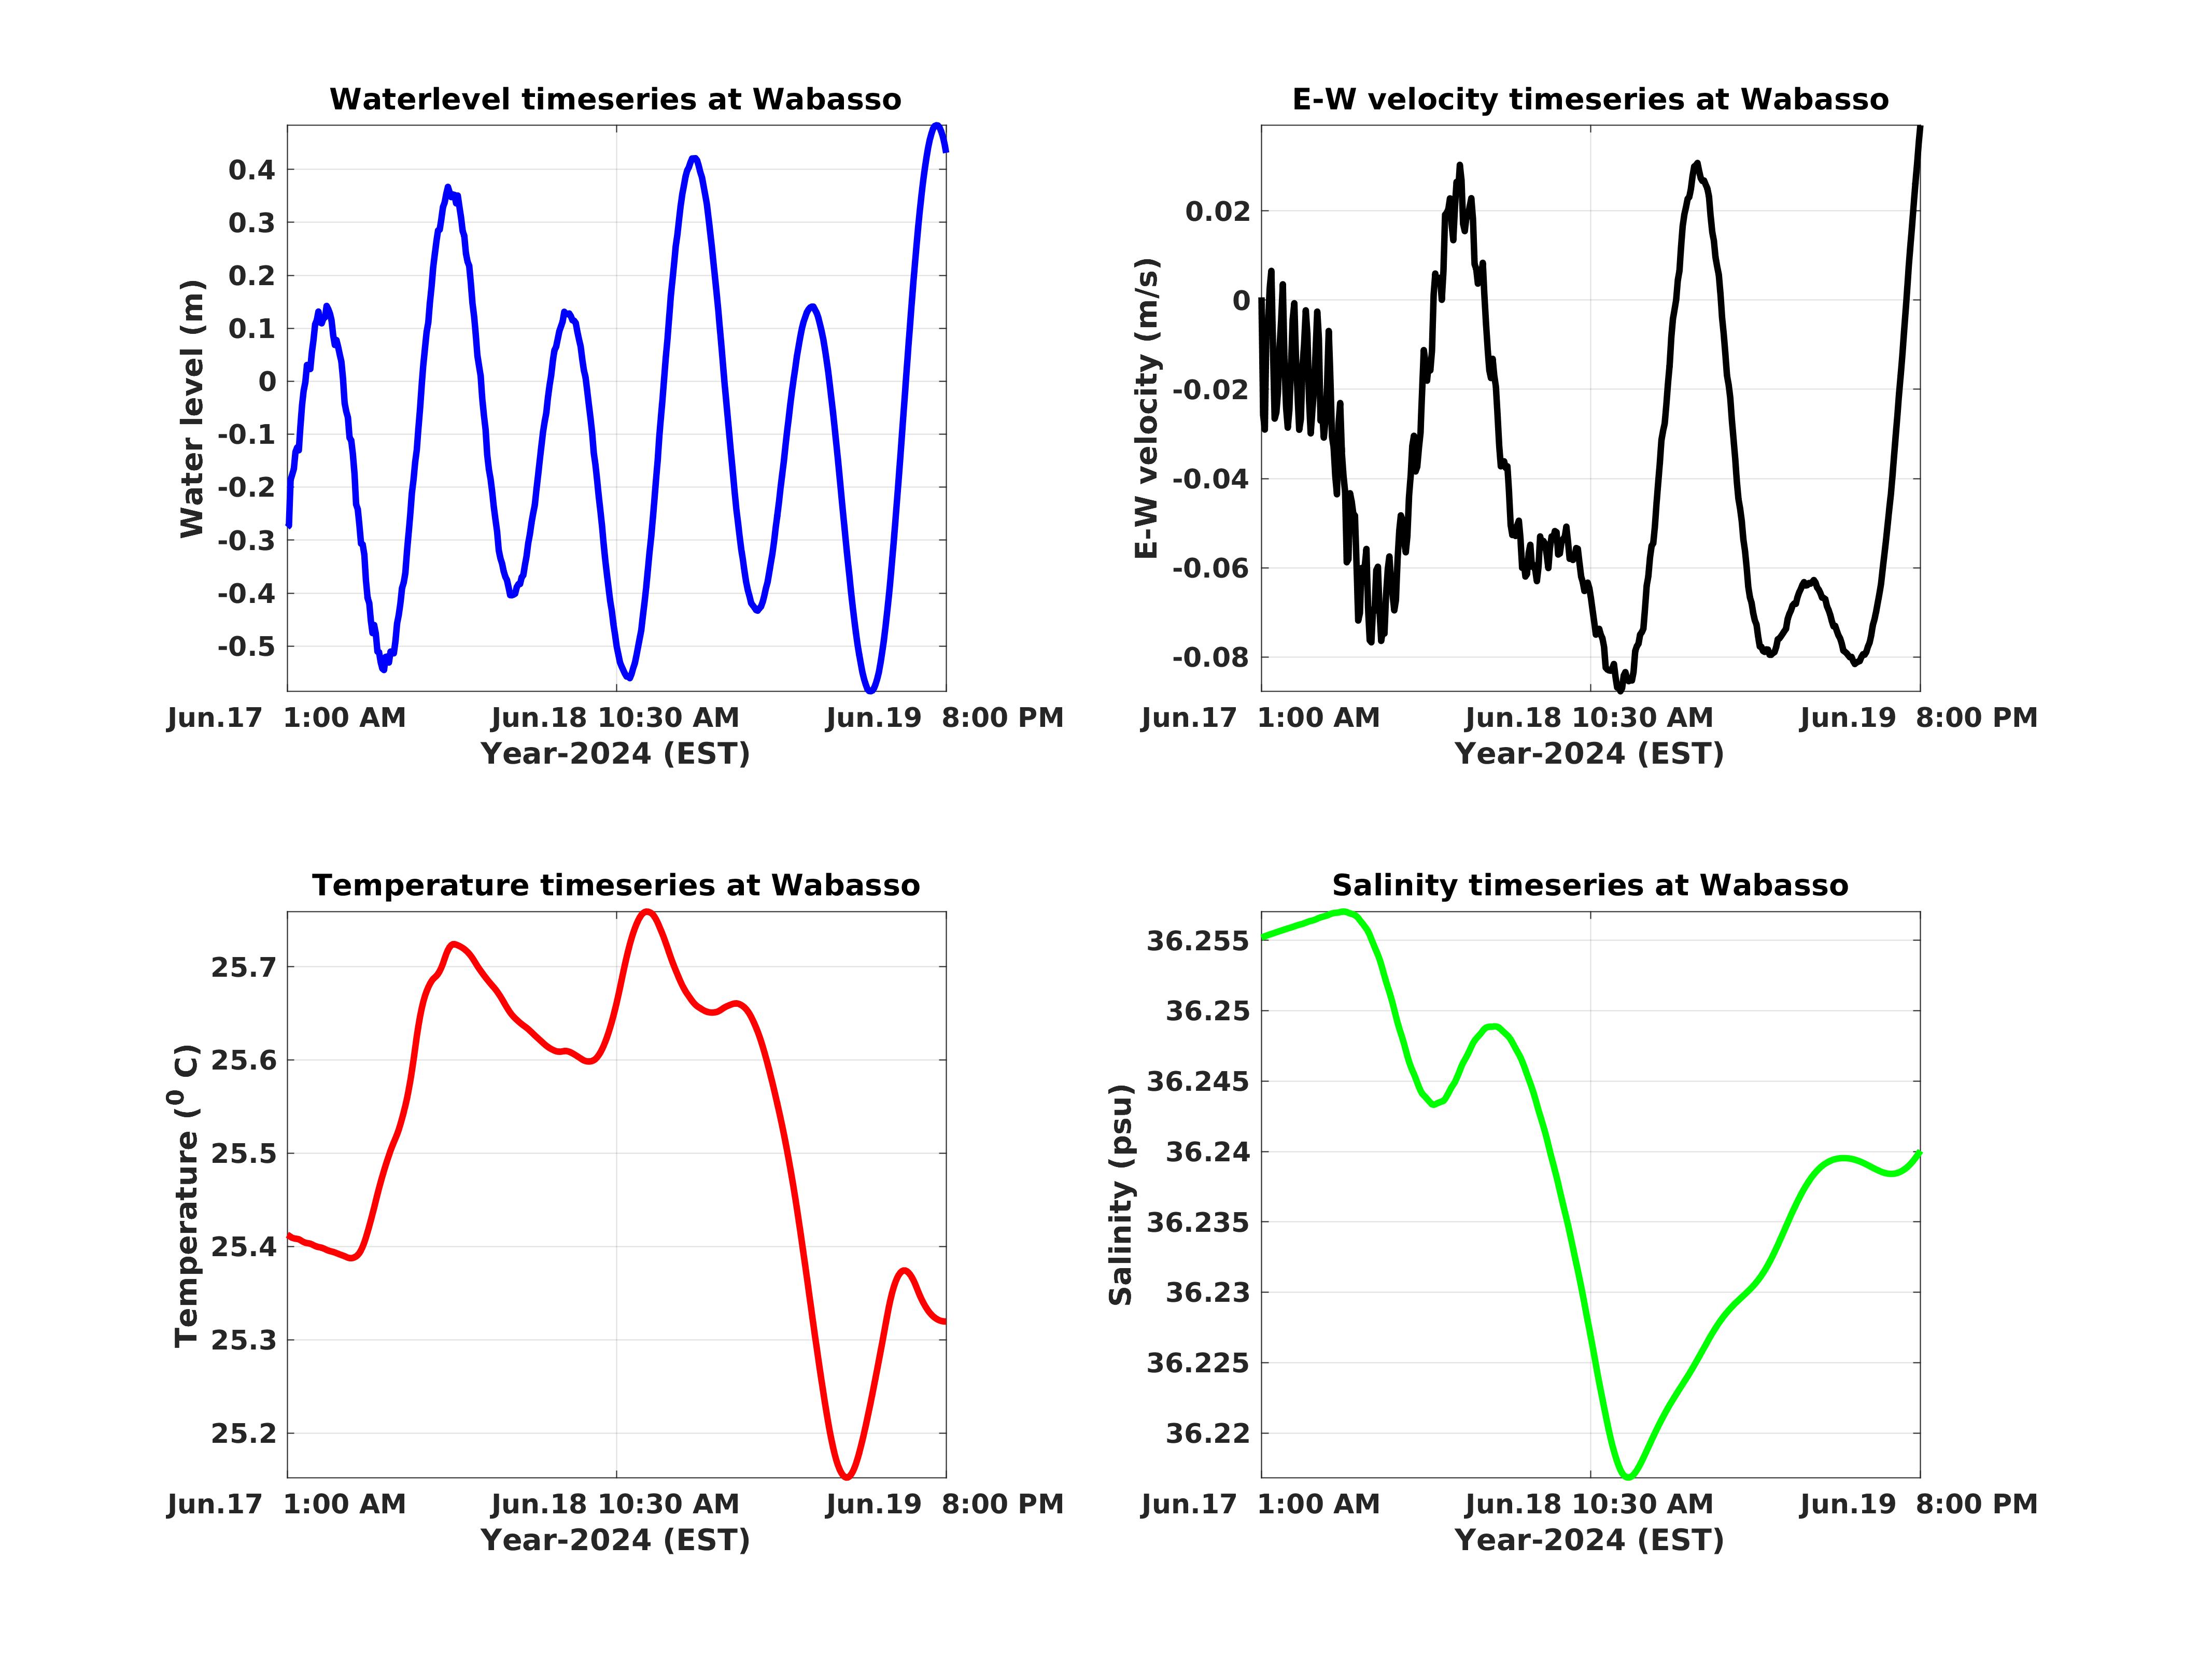 Waterlevel timeseries at Wabasso
Water level (m)
0.4
0.3
0.2
0.1
0
-0.1
-0.2
-0.3
-0.4
-0.5
Jun.17 1:00 AM Jun.18 10:30 AM Jun.19 8:00 PM
Year-2024 (EST)
E-W velocity timeseries at Wabasso
E-W velocity (m/s)
0.02
0
-0.02
-0.04
-0.06
-0.08
Jun.17 1:00 AM Jun.18 10:30 AM Jun.19 8:00 PM
Year-2024 (EST)
Temperature timeseries at Wabasso
Temperature (⁰ C)
25.7
25.6
25.5
25.4
25.3
25.2
Jun.17 1:00 AM Jun.18 10:30 AM Jun.19 8:00 PM
Year-2024 (EST)
Salinity timeseries at Wabasso
Salinity (psu)
36.255
36.25
36.245
36.24
36.235
36.23
36.225
36.22
Jun.17 1:00 AM Jun.18 10:30 AM Jun.19 8:00 PM
Year-2024 (EST)